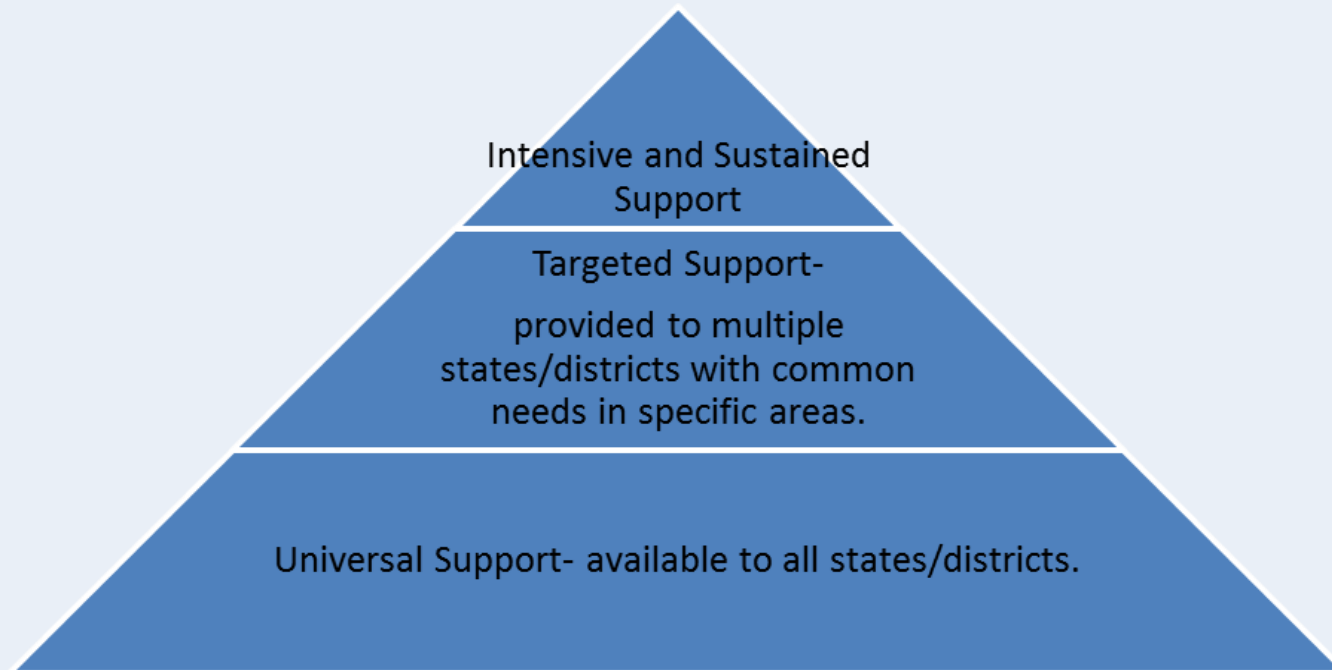 Intensive and Sustained
Support
Targeted Support-
provided to multiple
states/districts with common
needs in specific areas.
Universal Support- available to all states/districts.